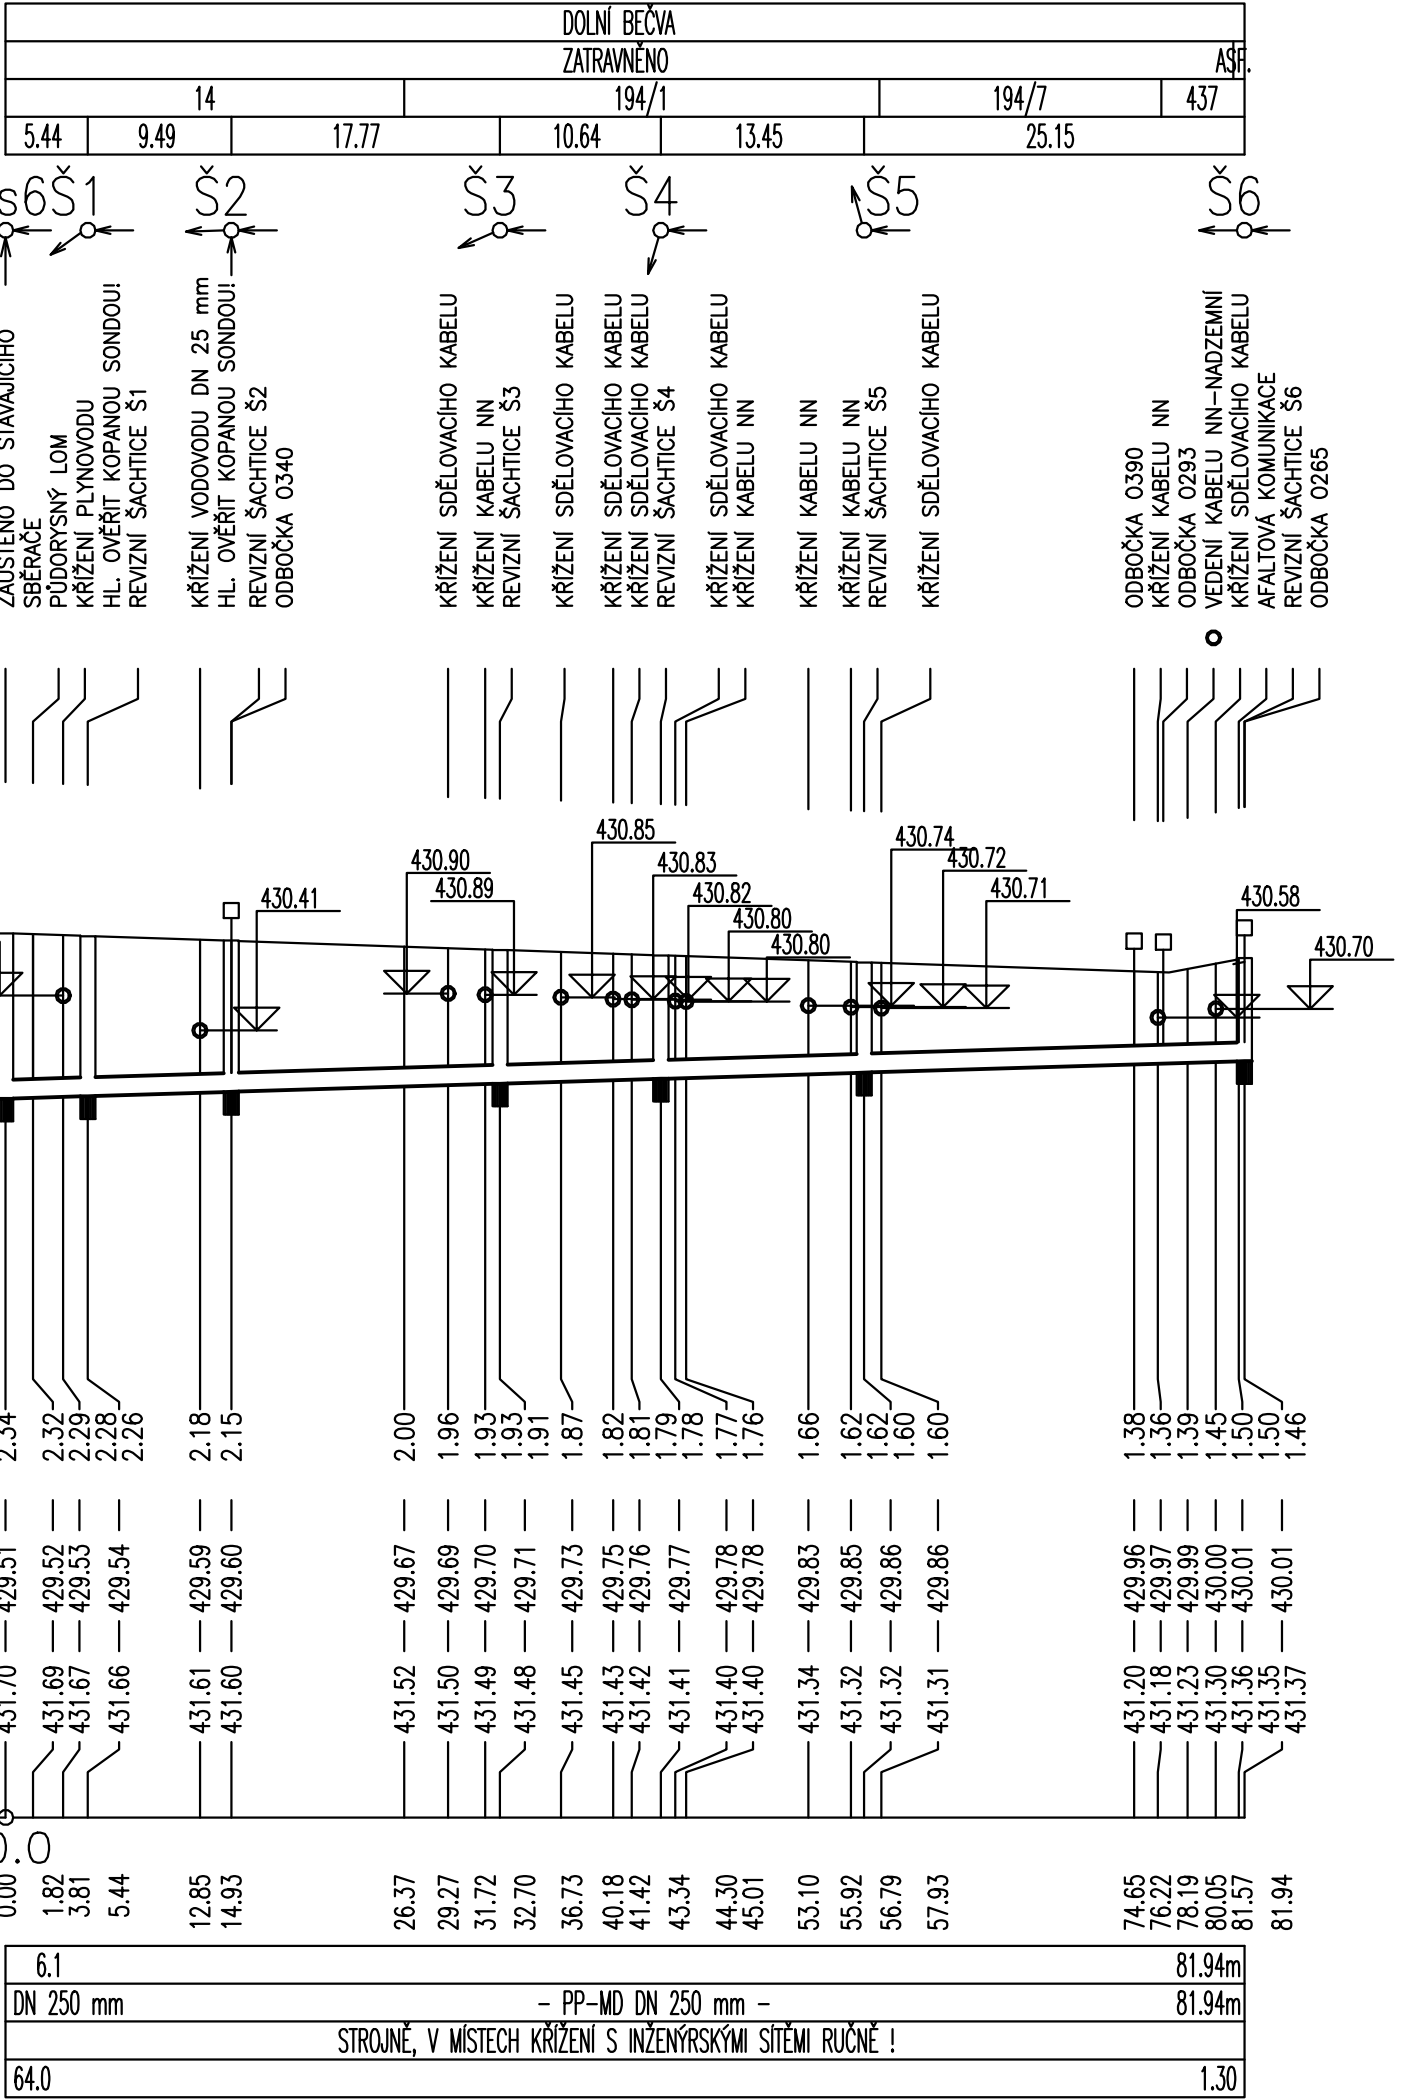 DOLNÍ BEČVA
ZATRAVNĚNO ASF.
14 194/1 194/7 437
5.44 9.49 17.77 10.64 13.45 25.15
Š1 Š2 Š3 Š4 Š5 Š6
SBĚRAČE
PŮDORYSNÝ LOM
KŘÍŽENÍ PLYNOVODU
HL. OVĚŘIT KOPANOU SONDOU!
REVIZNÍ ŠACHTICE Š1
KŘÍŽENÍ VODOVODU DN 25 mm
HL. OVĚŘIT KOPANOU SONDOU!
REVIZNÍ ŠACHTICE Š2
ODBOČKA O340
KŘÍŽENÍ SDĚLOVACÍHO KABELU
KŘÍŽENÍ KABELU NN
REVIZNÍ ŠACHTICE Š3
KŘÍŽENÍ SDĚLOVACÍHO KABELU
KŘÍŽENÍ SDĚLOVACÍHO KABELU
KŘÍŽENÍ SDĚLOVACÍHO KABELU
REVIZNÍ ŠACHTICE Š4
KŘÍŽENÍ SDĚLOVACÍHO KABELU
KŘÍŽENÍ KABELU NN
KŘÍŽENÍ KABELU NN
KŘÍŽENÍ KABELU NN
REVIZNÍ ŠACHTICE Š5
KŘÍŽENÍ SDĚLOVACÍHO KABELU
ODBOČKA O390
KŘÍŽENÍ KABELU NN
ODBOČKA O293
VEDENÍ KABELU NN-NADZEMNÍ
KŘÍŽENÍ SDĚLOVACÍHO KABELU
AFALTOVÁ KOMUNIKACE
REVIZNÍ ŠACHTICE Š6
ODBOČKA O265
430.41
430.90
430.89
430.85
430.83
430.82
430.80
430.80
430.74
430.72
430.71
430.58
430.70
2.34 2.32 2.29 2.28 2.26 2.18 2.15 2.00 1.96 1.93 1.93 1.91 1.87 1.82 1.81 1.79 1.78 1.77 1.76 1.66 1.62 1.62 1.60 1.60 1.38 1.36 1.39 1.45 1.50 1.50 1.46
429.51 429.52 429.53 429.54 429.59 429.60 429.67 429.69 429.70 429.71 429.73 429.75 429.76 429.77 429.78 429.78 429.83 429.85 429.86 429.86 429.96 429.97 429.99 430.00 430.01 430.01
431.70 431.69 431.67 431.66 431.61 431.60 431.52 431.50 431.49 431.48 431.45 431.43 431.42 431.41 431.40 431.40 431.34 431.32 431.32 431.31 431.20 431.18 431.23 431.30 431.36 431.35 431.37
0.00 1.82 3.81 5.44 12.85 14.93 26.37 29.27 31.72 32.70 36.73 40.18 41.42 43.34 44.30 45.01 53.10 55.92 56.79 57.93 74.65 76.22 78.19 80.05 81.57 81.94
6.1 81.94m
DN 250 mm - PP-MD DN 250 mm - 81.94m
STROJNĚ, V MÍSTECH KŘÍŽENÍ S INŽENÝRSKÝMI SÍTĚMI RUČNĚ !
64.0 1.30